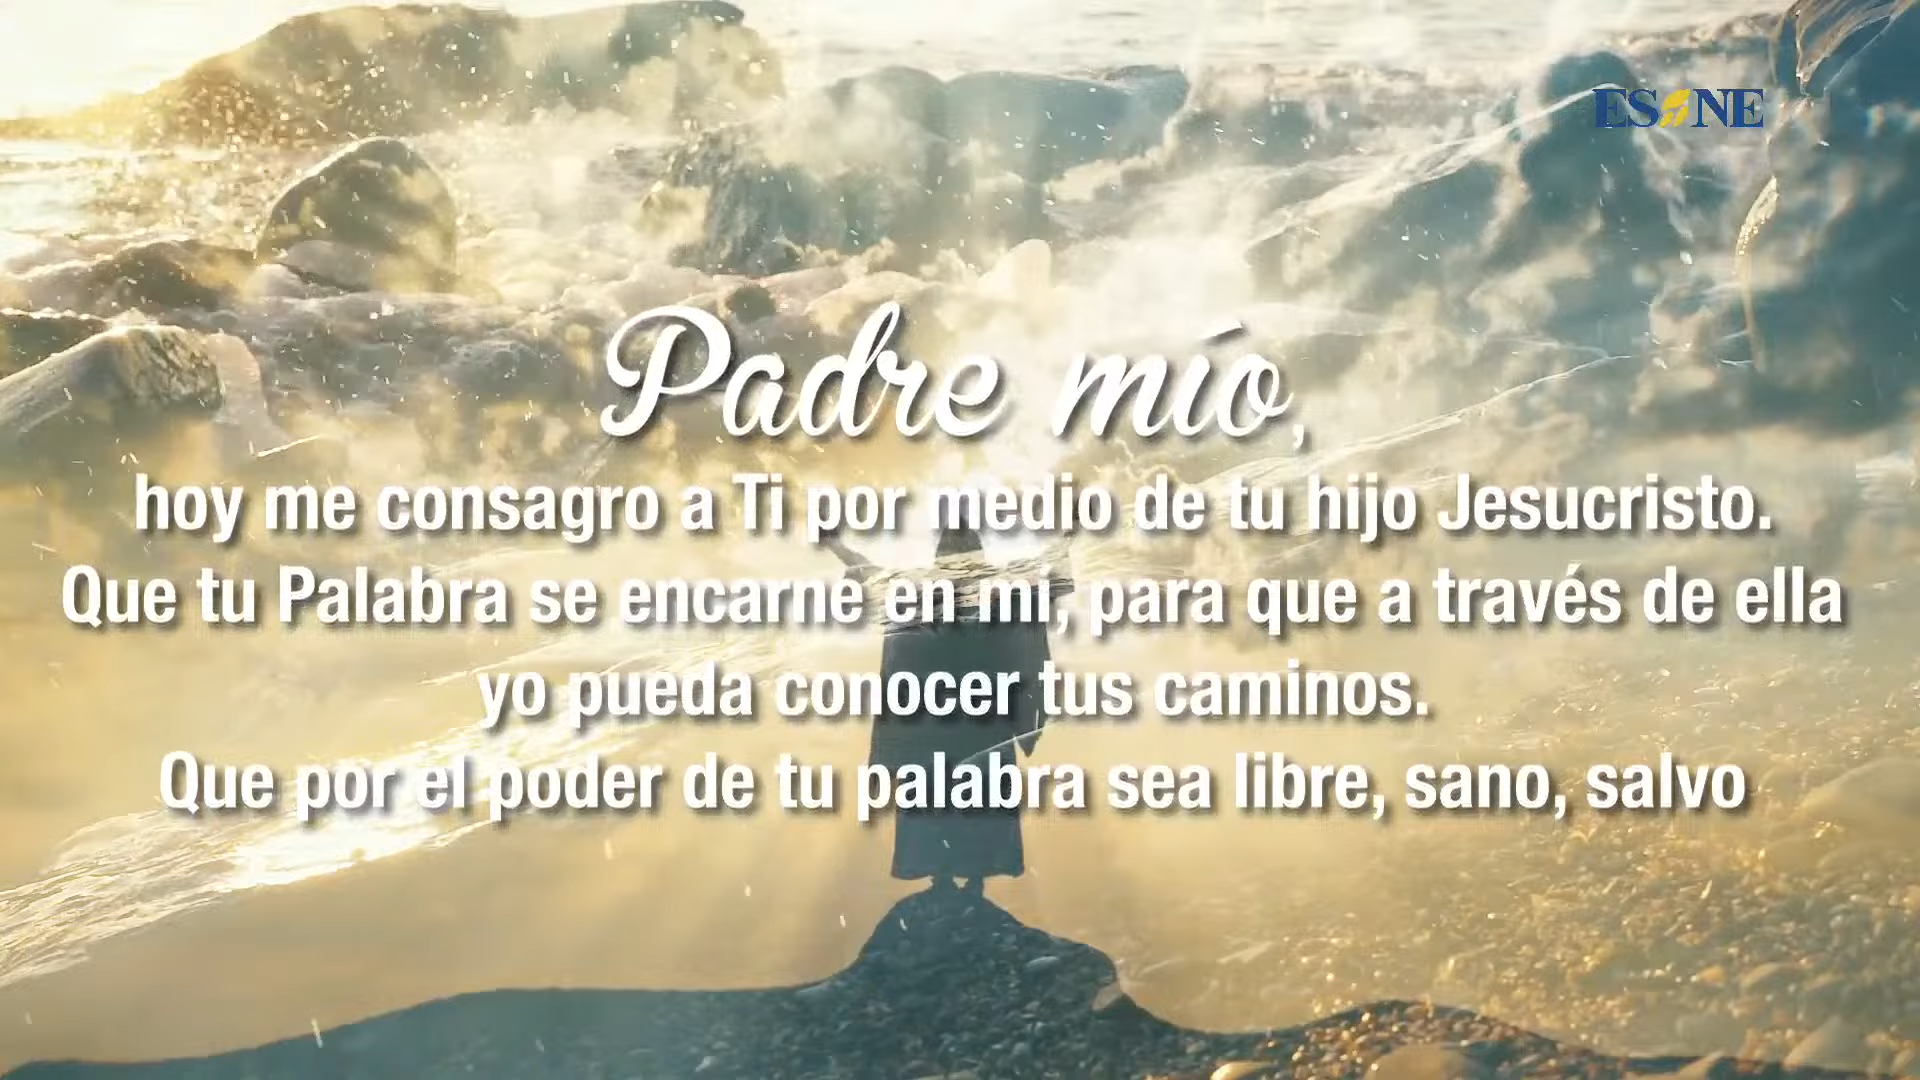 ESNE
Padre mío,
hoy me consagro a Ti por medio de tu hijo Jesucristo.
Que tu Palabra se encarne en mí, para que a través de ella
yo pueda conocer tus caminos.
Que por el poder de tu palabra sea libre, sano, salvo